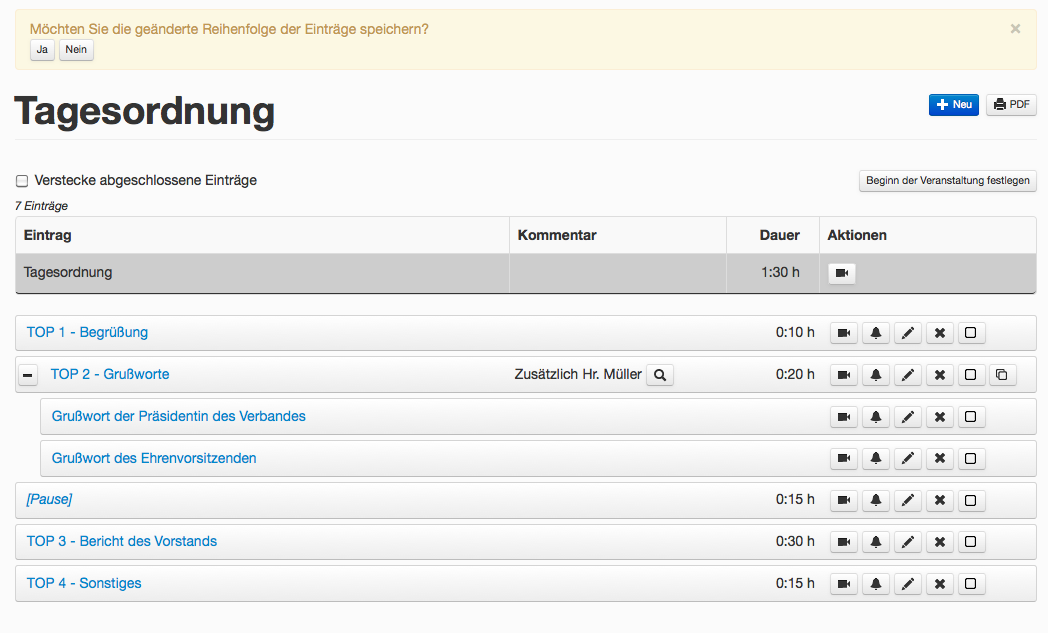 Möchten Sie die geänderte Reihenfolge der Einträge speichern?
Ja Nein
Tagesordnung
Neu PDF
Verstecke abgeschlossene Einträge
Beginn der Veranstaltung festlegen
7 Einträge
Eintrag Kommentar Dauer Aktionen
Tagesordnung 1:30 h
TOP 1 - Begrüßung 0:10 h
TOP 2 - Grußworte Zusätzlich Hr. Müller 0:20 h
Grußwort der Präsidentin des Verbandes
Grußwort des Ehrenvorsitzenden
[Pause] 0:15 h
TOP 3 - Bericht des Vorstands 0:30 h
TOP 4 - Sonstiges 0:15 h